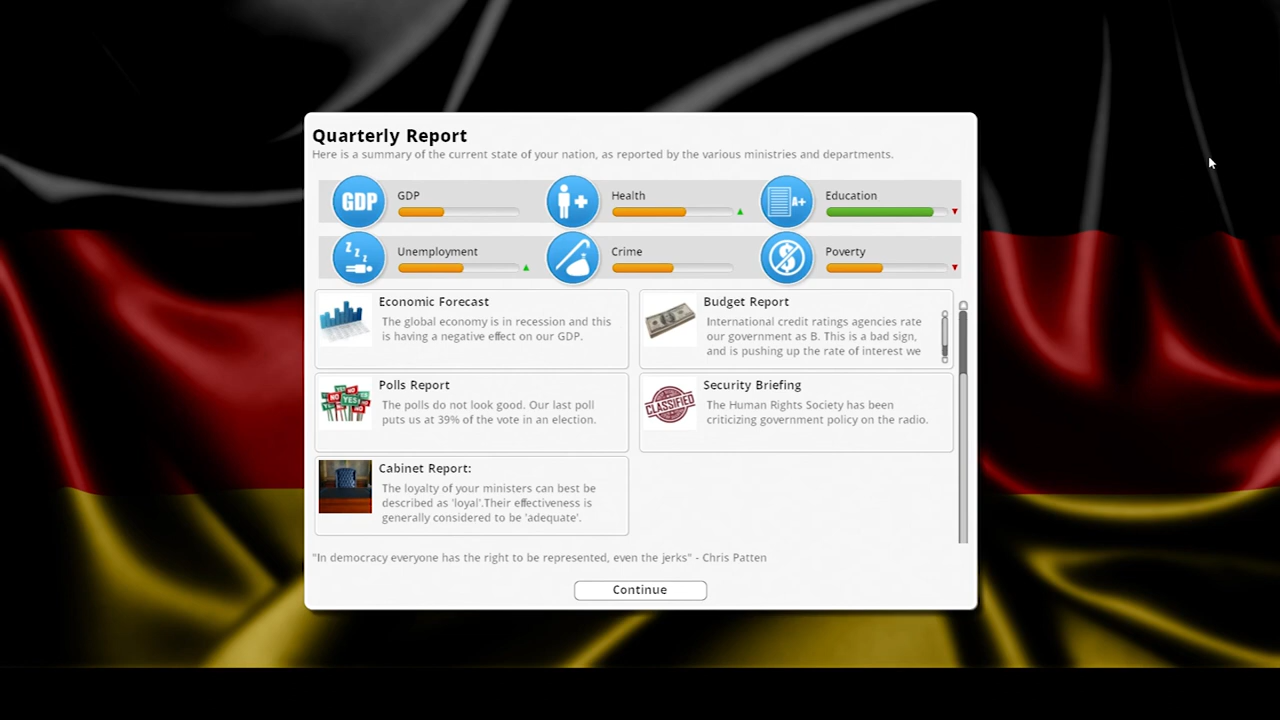 Quarterly Report
Here is a summary of the current state of your nation, as reported by the various ministries and departments.
GDP
GDP
Health
A+
Education
Z Z Z
Unemployment
Crime
$
Poverty
Economic Forecast
The global economy is in recession and this
is having a negative effect on our GDP.
Budget Report
International credit ratings agencies rate
our government as B. This is a bad sign,
and is pushing up the rate of interest we
Polls Report
The polls do not look good. Our last poll
puts us at 39% of the vote in an election.
NO
YES
NO
CLASSIFIED
Security Briefing
The Human Rights Society has been
criticizing government policy on the radio.
Cabinet Report:
The loyalty of your ministers can best be
described as 'loyal'.Their effectiveness is
generally considered to be 'adequate'.
"In democracy everyone has the right to be represented, even the jerks" - Chris Patten
Continue